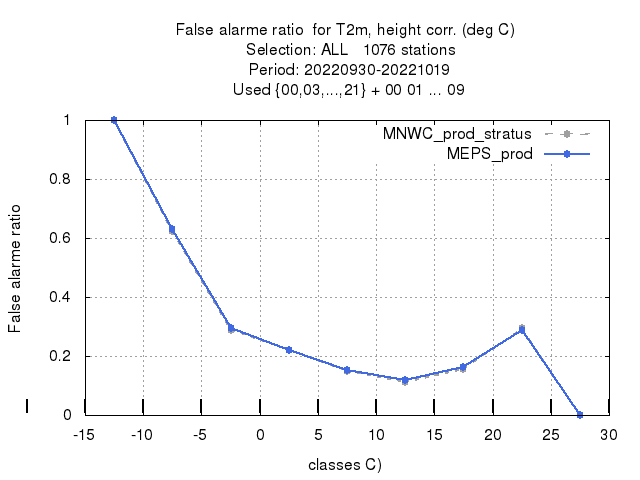 False alarme ratio  for T2m, height corr. (deg C)
Selection: ALL   1076 stations
Period: 20220930-20221019
Used {00,03,...,21} + 00 01 ... 09
MNWC_prod_stratus
MEPS_prod
1
0.8
0.6
0.4
0.2
0
False alarme ratio
-15 -10 -5 0 5 10 15 20 25 30
classes C)